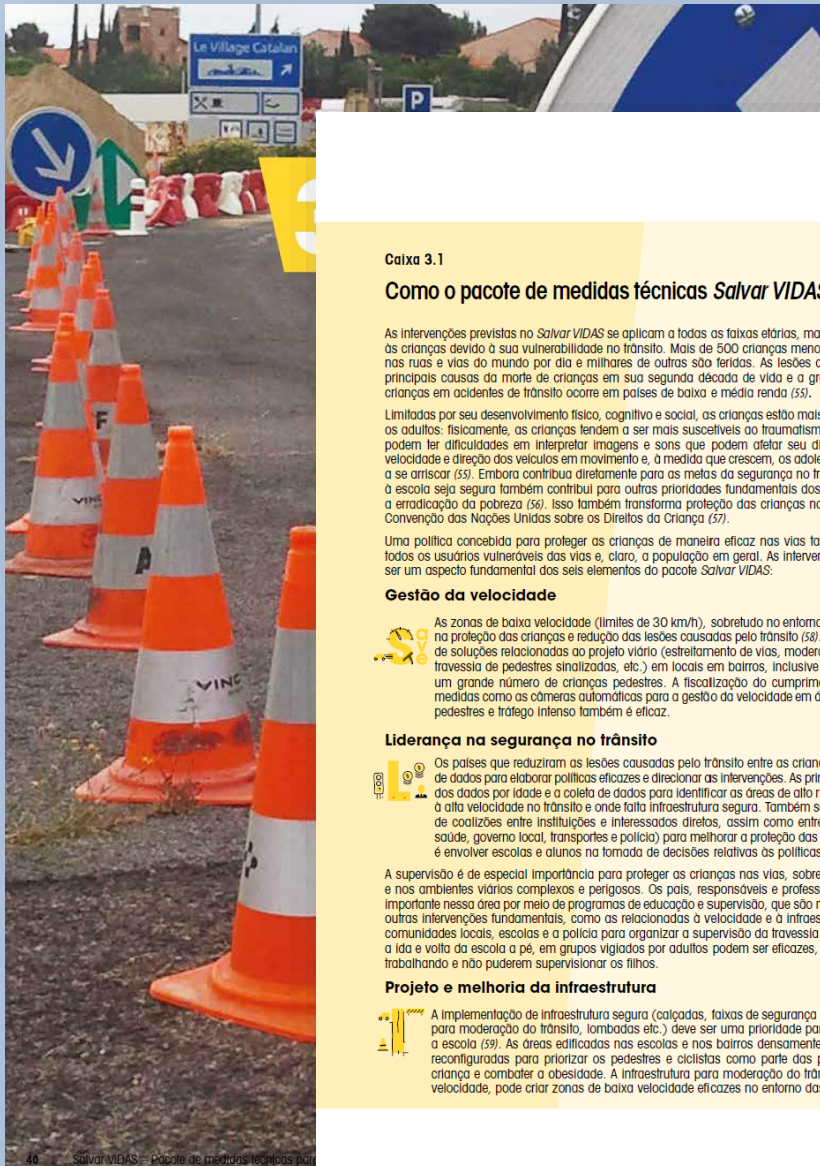 Le Village Catalan
P
F
VINC
A
VINC
3
Caixa 3.1
Como o pacote de medidas técnicas Salvar VIDAS
As intervenções previstas no Salvar VIDAS se aplicam a todas as faixas etárias, ma
às crianças devido à sua vulnerabilidade no trânsito. Mais de 500 crianças meno
nas ruas e vias do mundo por dia e milhares de outras são feridas. As lesões
principais causas da morte de crianças em sua segunda década de vida e a gr
crianças em acidentes de trânsito ocorre em países de baixa e média renda (55).
Limitadas por seu desenvolvimento físico, cognitivo e social, as crianças estão mais
os adultos: fisicamente, as crianças tendem a ser mais suscetíveis ao traumatism
podem ter dificuldades em interpretar imagens e sons que podem afetar seu di
velocidade e direção dos veículos em movimento e, à medida que crescem, os adole
a se arriscar (55). Embora contribua diretamente para as metas da segurança no tr
à escola seja segura também contribui para outras prioridades fundamentais dos
a erradicação da pobreza (56). Isso também transforma proteção das crianças no
Convenção das Nações Unidas sobre os Direitos da Criança (57).
Uma política concebida para proteger as crianças de maneira eficaz nas vias ta
todos os usuários vulneráveis das vias e, claro, a população em geral. As interver
ser um aspecto fundamental dos seis elementos do pacote Salvar VIDAS:
Gestão da velocidade
Save
As zonas de baixa velocidade (limites de 30 km/h), sobretudo no entorno
na proteção das crianças e redução das lesões causadas pelo trânsito (58).
de soluções relacionadas ao projeto viário (estreitamento de vias, modera
travessia de pedestres sinalizadas, etc.) em locais em bairros, inclusive
um grande número de crianças pedestres. A fiscalização do cumprime
medidas como as câmeras automáticas para a gestão da velocidade em á
pedestres e tráfego intenso também é eficaz.
Liderança na segurança no trânsito
L
Os países que reduziram as lesões causadas pelo trânsito entre as crianç
de dados para elaborar políticas eficazes e direcionar as intervenções. As prin
dos dados por idade e a coleta de dados para identificar as áreas de alto r
à alta velocidade no trânsito e onde falta infraestrutura segura. Também s
de coalizões entre instituições e interessados diretos, assim como entre
saúde, governo local, transportes e polícia) para melhorar a proteção das
é envolver escolas e alunos na tomada de decisões relativas às políticas
A supervisão é de especial importância para proteger as crianças nas vias, sobre
e nos ambientes viários complexos e perigosos. Os pais, responsáveis e profess
importante nessa área por meio de programas de educação e supervisão, que são
outras intervenções fundamentais, como as relacionadas à velocidade e à infraes
comunidades locais, escolas e a polícia para organizar a supervisão da travessia
a ida e volta da escola a pé, em grupos vigiados por adultos podem ser eficazes,
trabalhando e não puderem supervisionar os filhos.
Projeto e melhoria da infraestrutura
A implementação de infraestrutura segura (calçadas, faixas de segurança
para moderação do trânsito, lombadas etc.) deve ser uma prioridade par
a escola (59). As áreas edificadas nas escolas e nos bairros densamente
reconfiguradas para priorizar os pedestres e ciclistas como parte das p
criança e combater a obesidade. A infraestrutura para moderação do trân
velocidade, pode criar zonas de baixa velocidade eficazes no entorno das
40 Salvar VIDAS – Pacote de medidas técnicas para